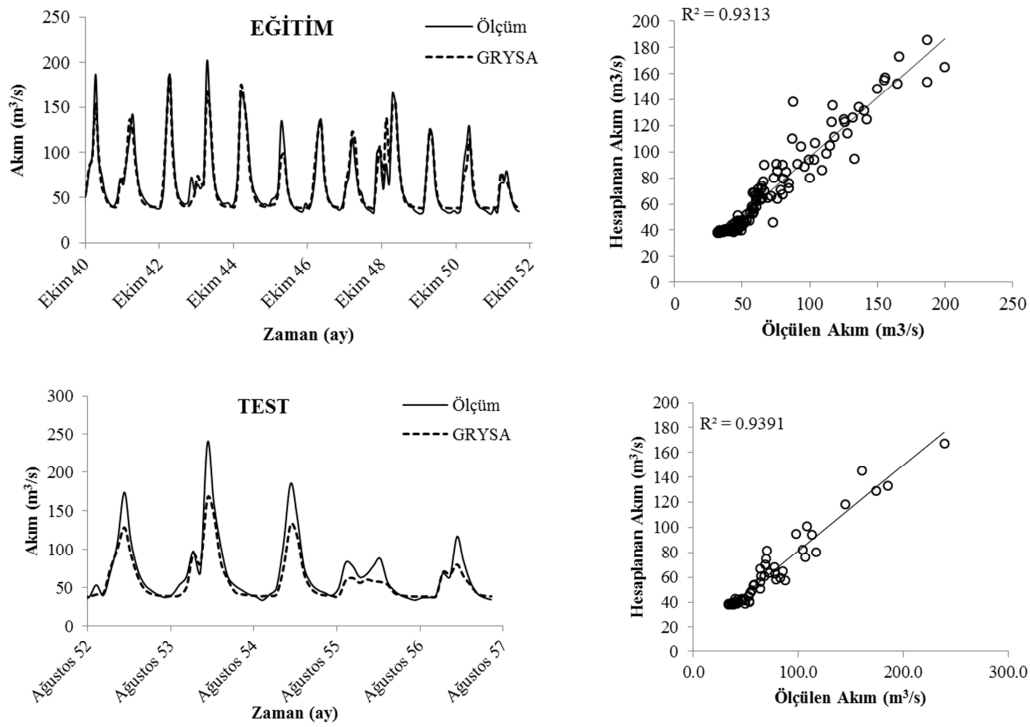 EĞİTİM
Ölçüm
GRYSA
Akım (m³/s)
250
200
150
100
50
0
Ekim 40
Ekim 42
Ekim 44
Ekim 46
Ekim 48
Ekim 50
Ekim 52
Zaman (ay)
R² = 0.9313
Hesaplanan Akım (m3/s)
200
180
160
140
120
100
80
60
40
20
0
0
50
100
150
200
250
Ölçülen Akım (m3/s)
TEST
Ölçüm
GRYSA
Akım (m³/s)
300
250
200
150
100
50
0
Ağustos 52
Ağustos 53
Ağustos 54
Ağustos 55
Ağustos 56
Ağustos 57
Zaman (ay)
R² = 0.9391
Hesaplanan Akım (m³/s)
200
180
160
140
120
100
80
60
40
20
0
0.0
100.0
200.0
300.0
Ölçülen Akım (m³/s)